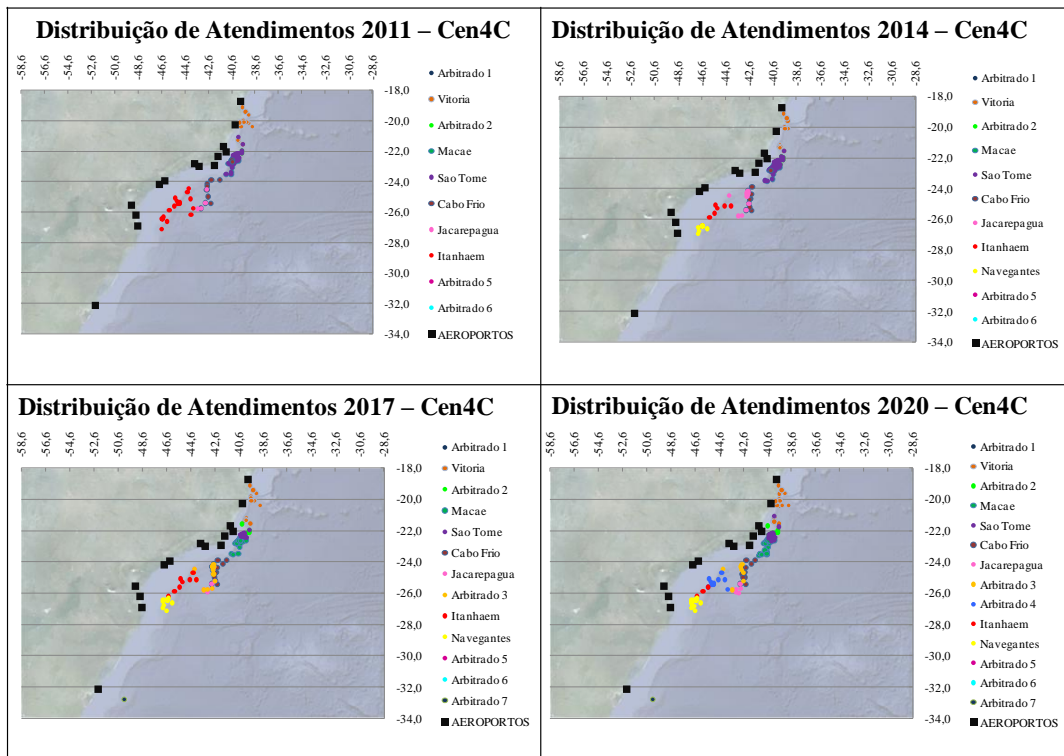 Distribuição de Atendimentos 2011 – Cen4C
-58,6 -56,6 -54,6 -52,6 -50,6 -48,6 -46,6 -44,6 -42,6 -40,6 -38,6 -36,6 -34,6 -32,6 -30,6 -28,6
-18,0
-20,0
-22,0
-24,0
-26,0
-28,0
-30,0
-32,0
-34,0
Arbitrado 1
Vitoria
Arbitrado 2
Macae
Sao Tome
Cabo Frio
Jacarepagua
Itanhaem
Arbitrado 5
Arbitrado 6
AEROPORTOS
Distribuição de Atendimentos 2014 – Cen4C
-58,6 -56,6 -54,6 -52,6 -50,6 -48,6 -46,6 -44,6 -42,6 -40,6 -38,6 -36,6 -34,6 -32,6 -30,6 -28,6
-18,0
-20,0
-22,0
-24,0
-26,0
-28,0
-30,0
-32,0
-34,0
Arbitrado 1
Vitoria
Arbitrado 2
Macae
Sao Tome
Cabo Frio
Jacarepagua
Itanhaem
Navegantes
Arbitrado 5
Arbitrado 6
AEROPORTOS
Distribuição de Atendimentos 2017 – Cen4C
-58,6 -56,6 -54,6 -52,6 -50,6 -48,6 -46,6 -44,6 -42,6 -40,6 -38,6 -36,6 -34,6 -32,6 -30,6 -28,6
-18,0
-20,0
-22,0
-24,0
-26,0
-28,0
-30,0
-32,0
-34,0
Arbitrado 1
Vitoria
Arbitrado 2
Macae
Sao Tome
Cabo Frio
Jacarepagua
Arbitrado 3
Itanhaem
Navegantes
Arbitrado 5
Arbitrado 6
Arbitrado 7
AEROPORTOS
Distribuição de Atendimentos 2020 – Cen4C
-58,6 -56,6 -54,6 -52,6 -50,6 -48,6 -46,6 -44,6 -42,6 -40,6 -38,6 -36,6 -34,6 -32,6 -30,6 -28,6
-18,0
-20,0
-22,0
-24,0
-26,0
-28,0
-30,0
-32,0
-34,0
Arbitrado 1
Vitoria
Arbitrado 2
Macae
Sao Tome
Cabo Frio
Jacarepagua
Arbitrado 3
Arbitrado 4
Itanhaem
Navegantes
Arbitrado 5
Arbitrado 6
Arbitrado 7
AEROPORTOS